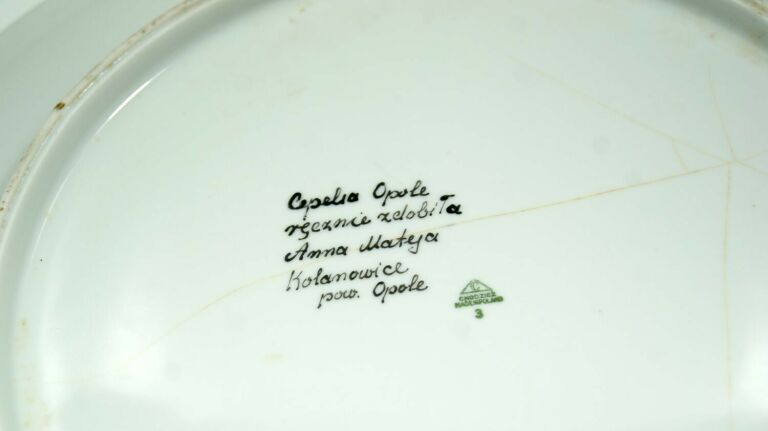 Cepelia Opole
ręcznie zdobiła
Anna Mateja
Kolanowice
pow. Opole
C
CHODZIEŻ
MADE IN POLAND
3